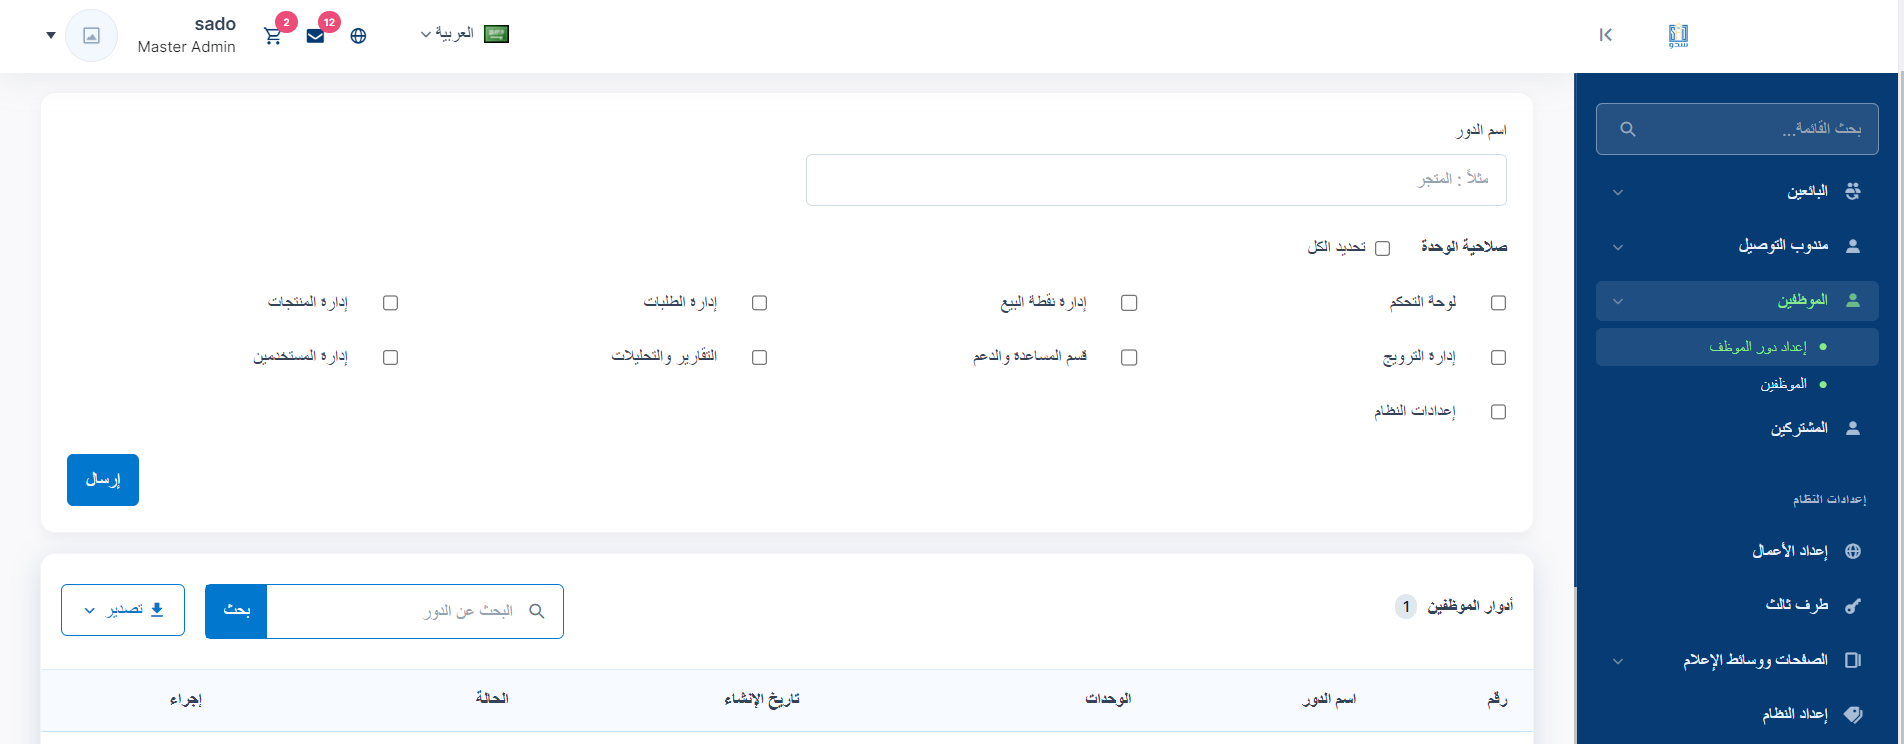 سدو
العربية
12
2
sado
Master Admin
بحث القائمة...
البائعين
مندوب التوصيل
الموظفين
إعداد دور الموظف
الموظفين
المشتركين
إعدادات النظام
إعداد الأعمال
طرف ثالث
الصفحات ووسائط الإعلام
إعداد النظام
اسم الدور
مثلاً : المتجر
صلاحية الوحدة تحديد الكل
لوحة التحكم إدارة نقطة البيع إدارة الطلبات إدارة المنتجات
إدارة الترويج قسم المساعدة والدعم التقارير والتحليلات إدارة المستخدمين
إعدادات النظام
إرسال
أدوار الموظفين 1
البحث عن الدور بحث تصدير
رقم اسم الدور الوحدات تاريخ الإنشاء الحالة إجراء